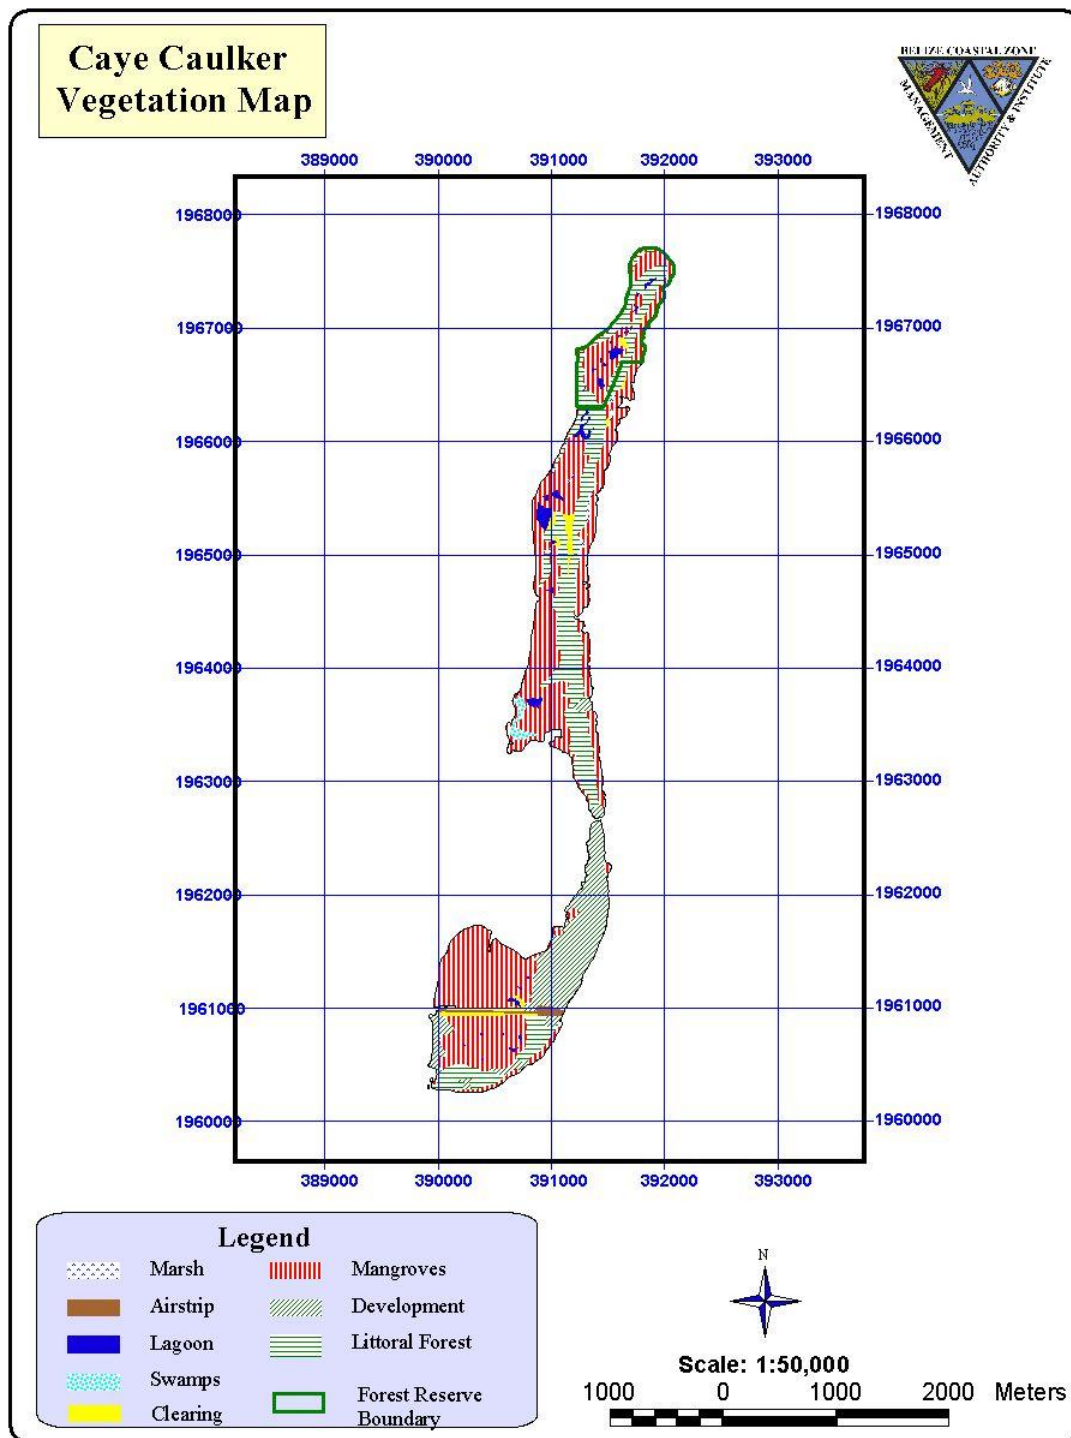 Caye Caulker
Vegetation Map
BELIZE COASTAL ZONE
MANAGEMENT
AUTHORITY & INSTITUTE
389000 390000 391000 392000 393000
1968000 1968000
1967000 1967000
1966000 1966000
1965000 1965000
1964000 1964000
1963000 1963000
1962000 1962000
1961000 1961000
1960000 1960000
389000 390000 391000 392000 393000
Legend
Marsh Mangroves
Airstrip Development
Lagoon Littoral Forest
Swamps
Clearing
Forest Reserve
Boundary
N
Scale: 1:50,000
1000 0 1000 2000 Meters